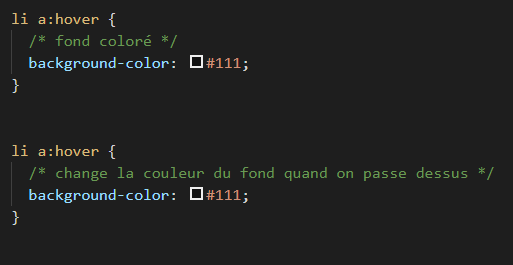 li a:hover {
/* fond coloré */
background-color: #111;
}
li a:hover {
/* change la couleur du fond quand on passe dessus */
background-color: #111;
}